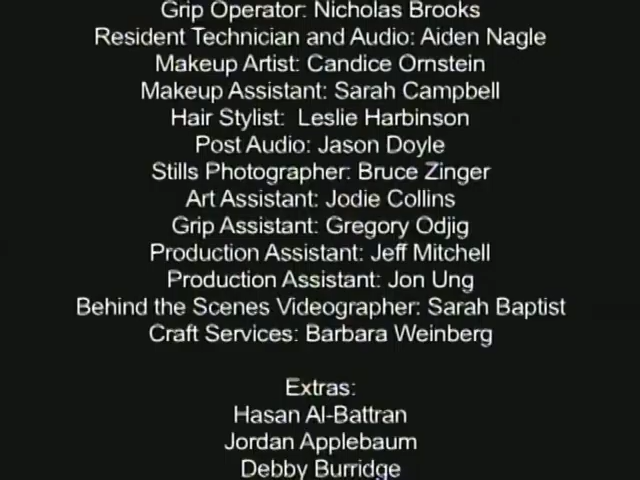 Grip Operator: Nicholas Brooks
Resident Technician and Audio: Aiden Nagle
Makeup Artist: Candice Ornstein
Makeup Assistant: Sarah Campbell
Hair Stylist:  Leslie Harbinson
Post Audio: Jason Doyle
Stills Photographer: Bruce Zinger
Art Assistant: Jodie Collins
Grip Assistant: Gregory Odjig
Production Assistant: Jeff Mitchell
Production Assistant: Jon Ung
Behind the Scenes Videographer: Sarah Baptist
Craft Services: Barbara Weinberg
Extras:
Hasan Al-Battran
Jordan Applebaum
Debby Burridge